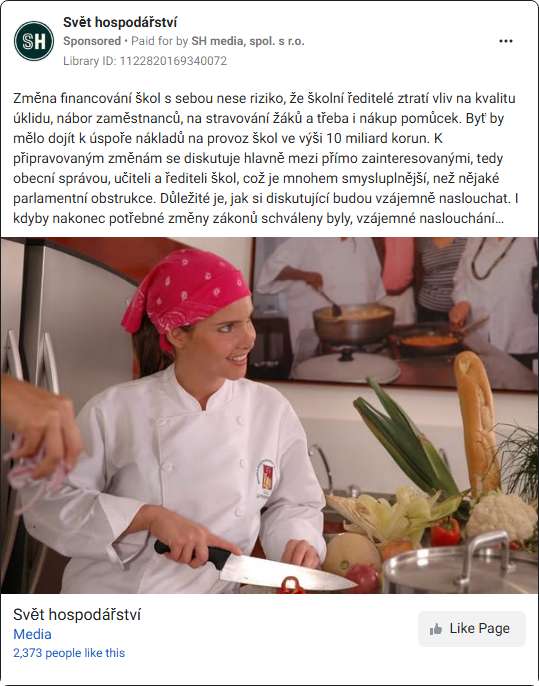 Svět hospodářství
SH
Sponsored • Paid for by SH media, spol. s r.o.
Library ID: 1122820169340072
Změna financování škol s sebou nese riziko, že školní ředitelé ztratí vliv na kvalitu
úklidu, nábor zaměstnanců, na stravování žáků a třeba i nákup pomůcek. Byť by
mělo dojít k úspoře nákladů na provoz škol ve výši 10 miliard korun. K
připravovaným změnám se diskutuje hlavně mezi přímo zainteresovanými, tedy
obecní správou, učiteli a řediteli škol, což je mnohem smysluplnější, než nějaké
parlamentní obstrukce. Důležité je, jak si diskutující budou vzájemně naslouchat. I
kdyby nakonec potřebné změny zákonů schváleny byly, vzájemné naslouchání...
Svět hospodářství
Media
2,373 people like this
Like Page